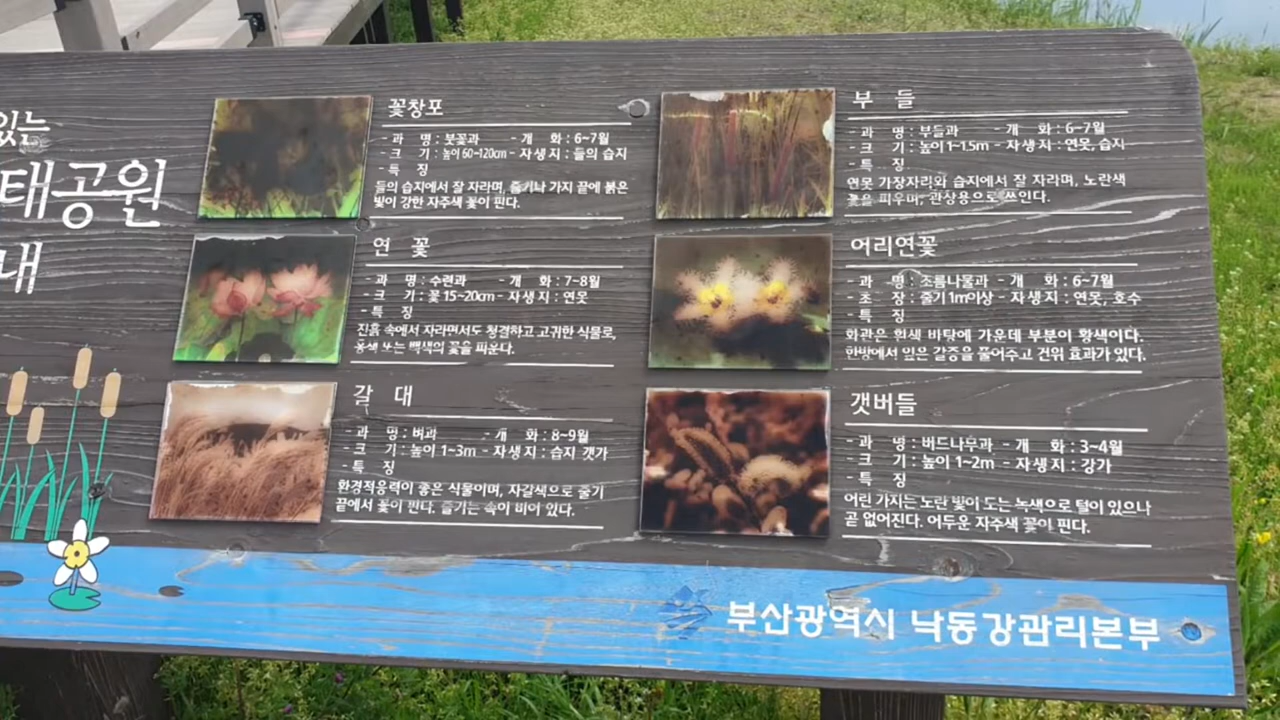 있는
태공원
내
꽃창포
- 과 명 : 붓꽃과 - 개 화 : 6~7월
- 크 기 : 높이 60~120cm - 자생지 : 들의 습지
- 특 징
들의 습지에서 잘 자라며, 줄기나 가지 끝에 붉은
빛이 강한 자주색 꽃이 핀다.
연 꽃
- 과 명 : 수련과 - 개 화 : 7~8월
- 크 기 : 꽃 15~20cm - 자생지 : 연못
- 특 징
진흙 속에서 자라면서도 청결하고 고귀한 식물로,
홍색 또는 백색의 꽃을 피운다.
갈 대
- 과 명 : 벼과 - 개 화 : 8~9월
- 크 기 : 높이 1~3m - 자생지 : 습지 갯가
- 특 징
환경적응력이 좋은 식물이며, 자갈색으로 줄기
끝에서 꽃이 핀다. 줄기는 속이 비어 있다.
부 들
- 과 명 : 부들과 - 개 화 : 6~7월
- 크 기 : 높이 1~1.5m - 자생지 : 연못, 습지
- 특 징
연못 가장자리와 습지에서 잘 자라며, 노란색
꽃을 피우며, 관상용으로 쓰인다.
어리연꽃
- 과 명 : 조름나물과 - 개 화 : 6~7월
- 초 장 : 줄기 1m이상 - 자생지 : 연못, 호수
- 특 징
화관은 흰색 바탕에 가운데 부분이 황색이다.
한방에서 잎은 갈증을 풀어주고 건위 효과가 있다.
갯버들
- 과 명 : 버드나무과 - 개 화 : 3~4월
- 크 기 : 높이 1~2m - 자생지 : 강가
- 특 징
어린 가지는 노란 빛이 도는 녹색으로 털이 있으나
곧 없어진다. 어두운 자주색 꽃이 핀다.
부산광역시 낙동강관리본부